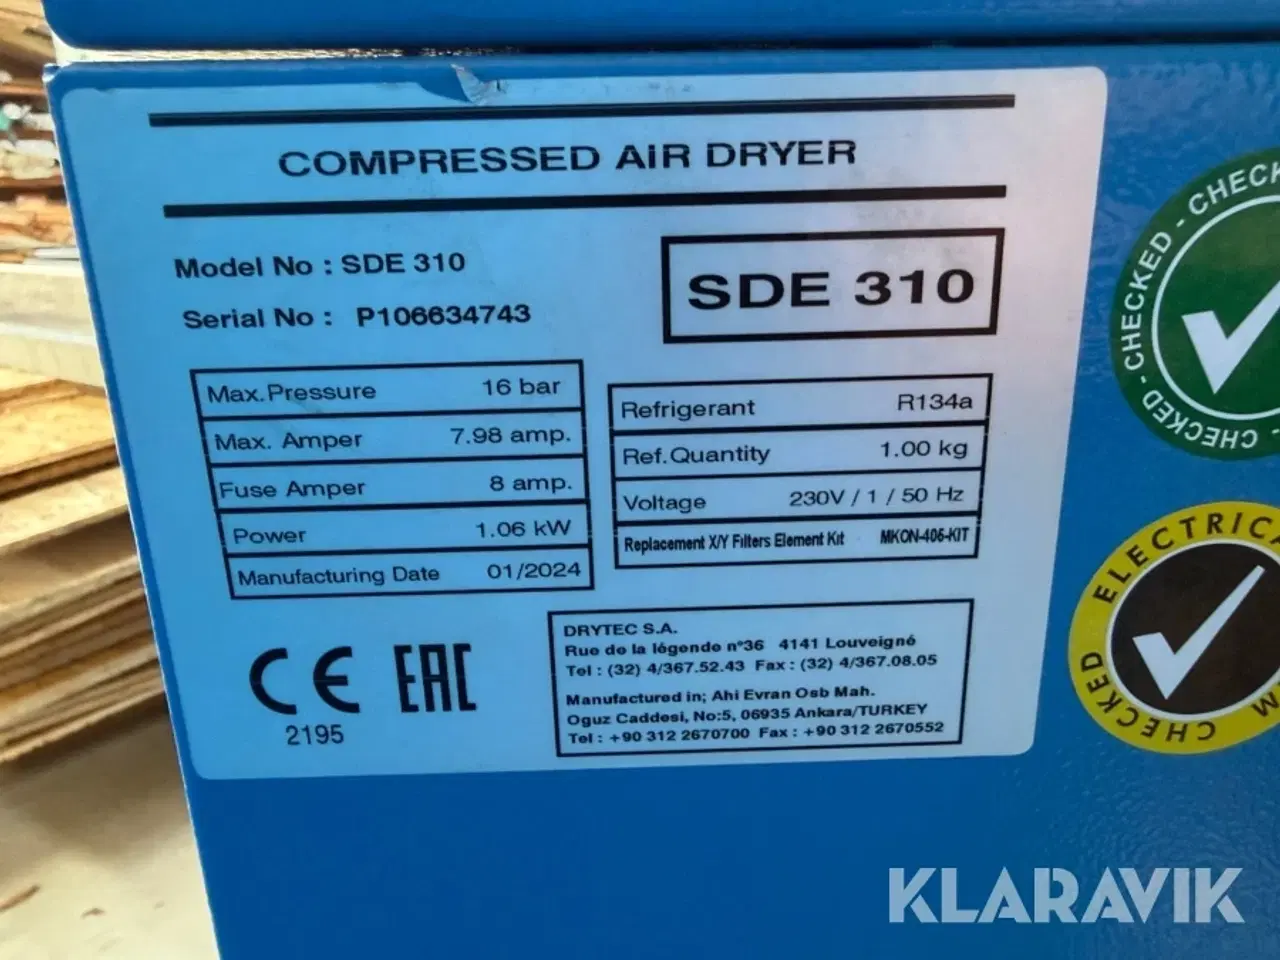 COMPRESSED AIR DRYER
Model No : SDE 310
Serial No : P106634743
SDE 310
Max.Pressure 16 bar
Max. Amper 7.98 amp.
Fuse Amper 8 amp.
Power 1.06 kW
Manufacturing Date 01/2024
Refrigerant R134a
Ref.Quantity 1.00 kg
Voltage 230V / 1 / 50 Hz
Replacement X/Y Filters Element Kit MKON-405-KIT
CE EAC
2195
DRYTEC S.A.
Rue de la légende n°36 4141 Louveigné
Tel : (32) 4/367.52.43 Fax : (32) 4/367.08.05
Manufactured in; Ahi Evran Osb Mah.
Oguz Caddesi, No:5, 06935 Ankara/TURKEY
Tel : +90 312 2670700 Fax : +90 312 2670552
CHECKED - CHECKED - CHECK
CHECKED
ELECTRICA
CHECKED
KLARAVIK